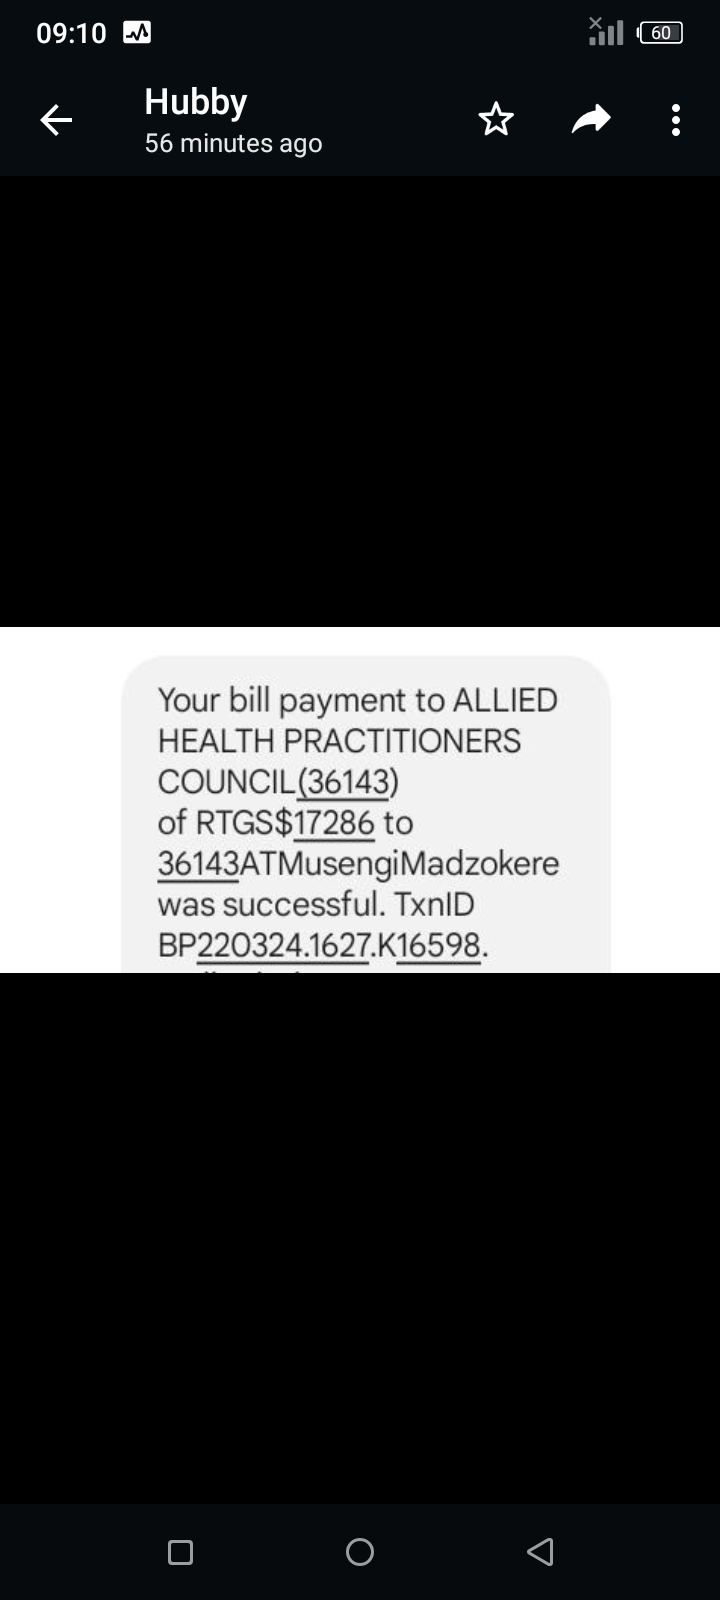 09:10
60
Hubby
56 minutes ago
Your bill payment to ALLIED
HEALTH PRACTITIONERS
COUNCIL(36143)
of RTGS$17286 to
36143ATMusengiMadzokere
was successful. TxnID
BP220324.1627.K16598.